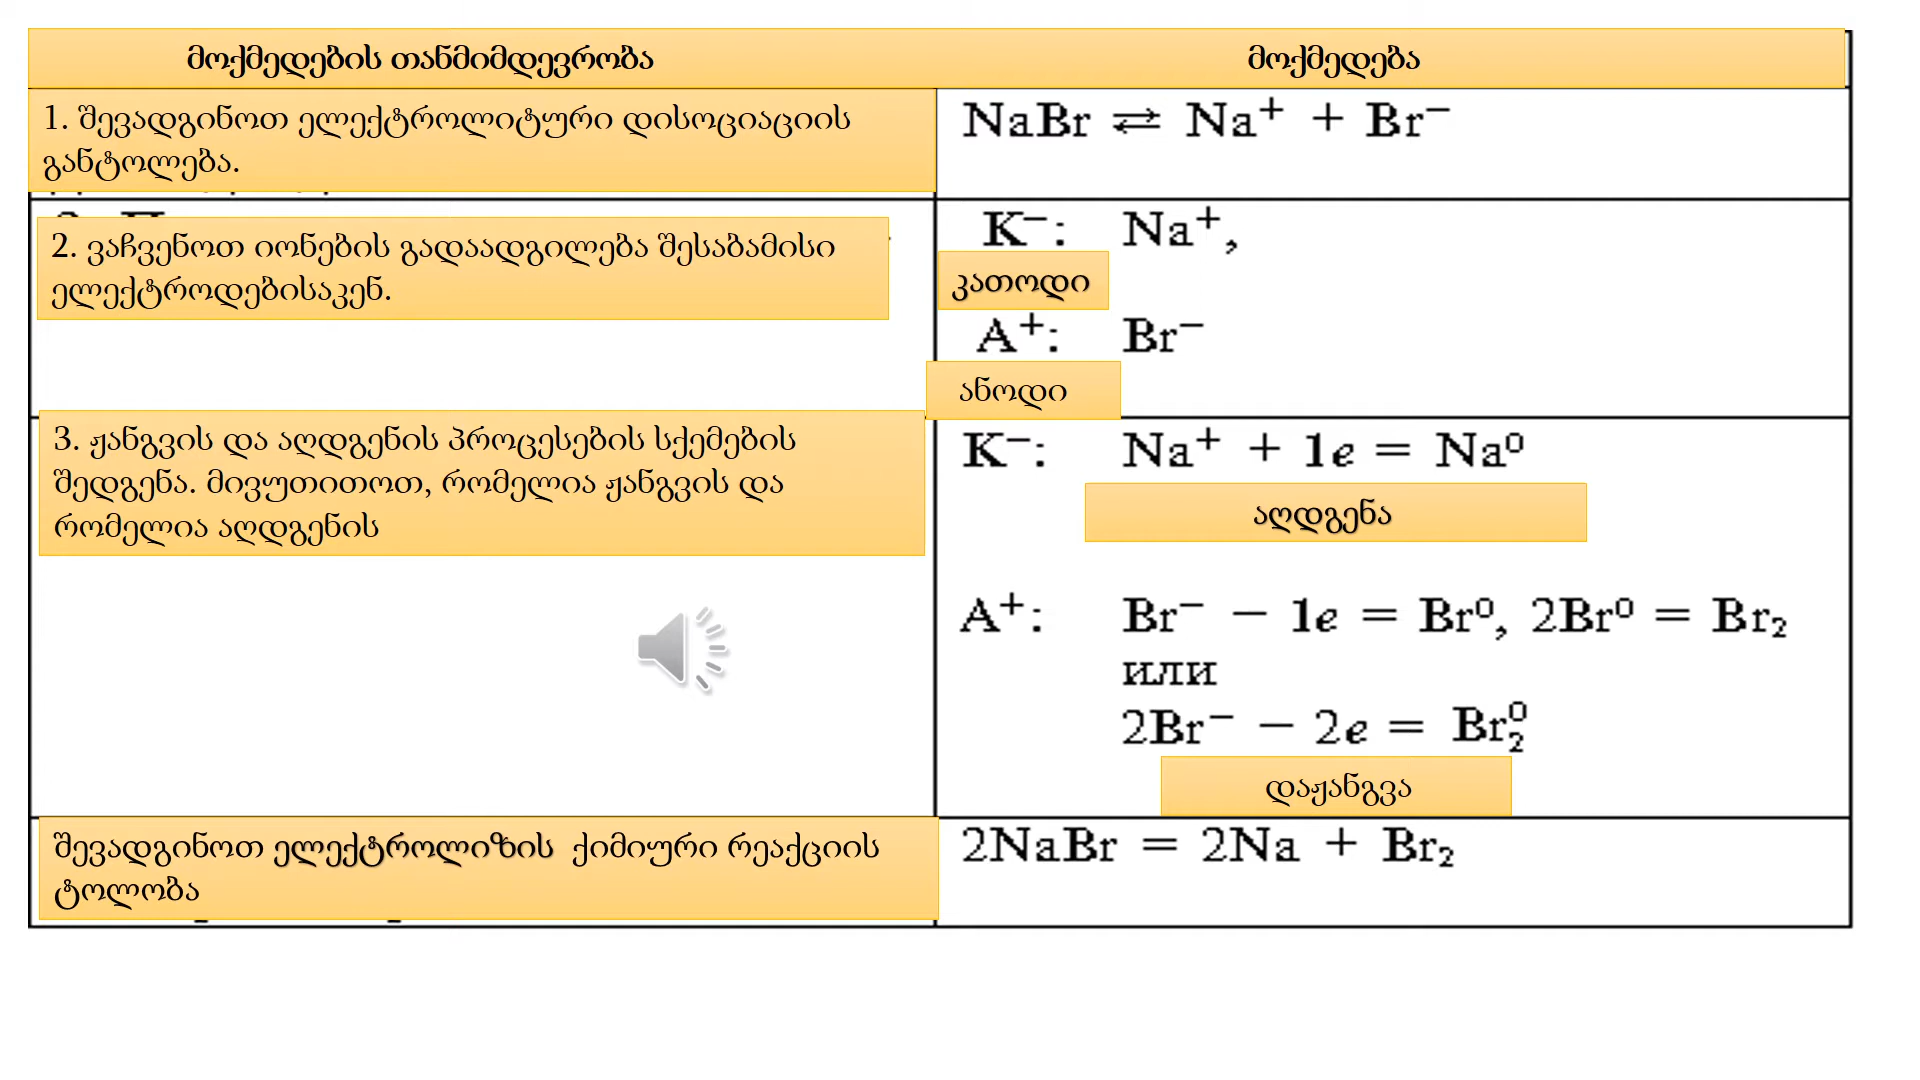 მოქმედების თანმიმდევრობა
მოქმედება
1. შევადგინოთ ელექტროლიტური დისოციაციის
განტოლება.
NaBr ⇄ Na⁺ + Br⁻
2. ვაჩვენოთ იონების გადაადგილება შესაბამისი
ელექტროდებისაკენ.
K⁻: Na⁺,
კათოდი
A⁺: Br⁻
ანოდი
3. ჟანგვის და აღდგენის პროცესების სქემების
შედგენა. მივუთითოთ, რომელია ჟანგვის და
რომელია აღდგენის
K⁻: Na⁺ + 1e = Na⁰
აღდგენა
A⁺: Br⁻ − 1e = Br⁰, 2Br⁰ = Br₂
или
2Br⁻ − 2e = Br₂⁰
დაჟანგვა
შევადგინოთ ელექტროლიზის ქიმიური რეაქციის
ტოლობა
2NaBr = 2Na + Br₂